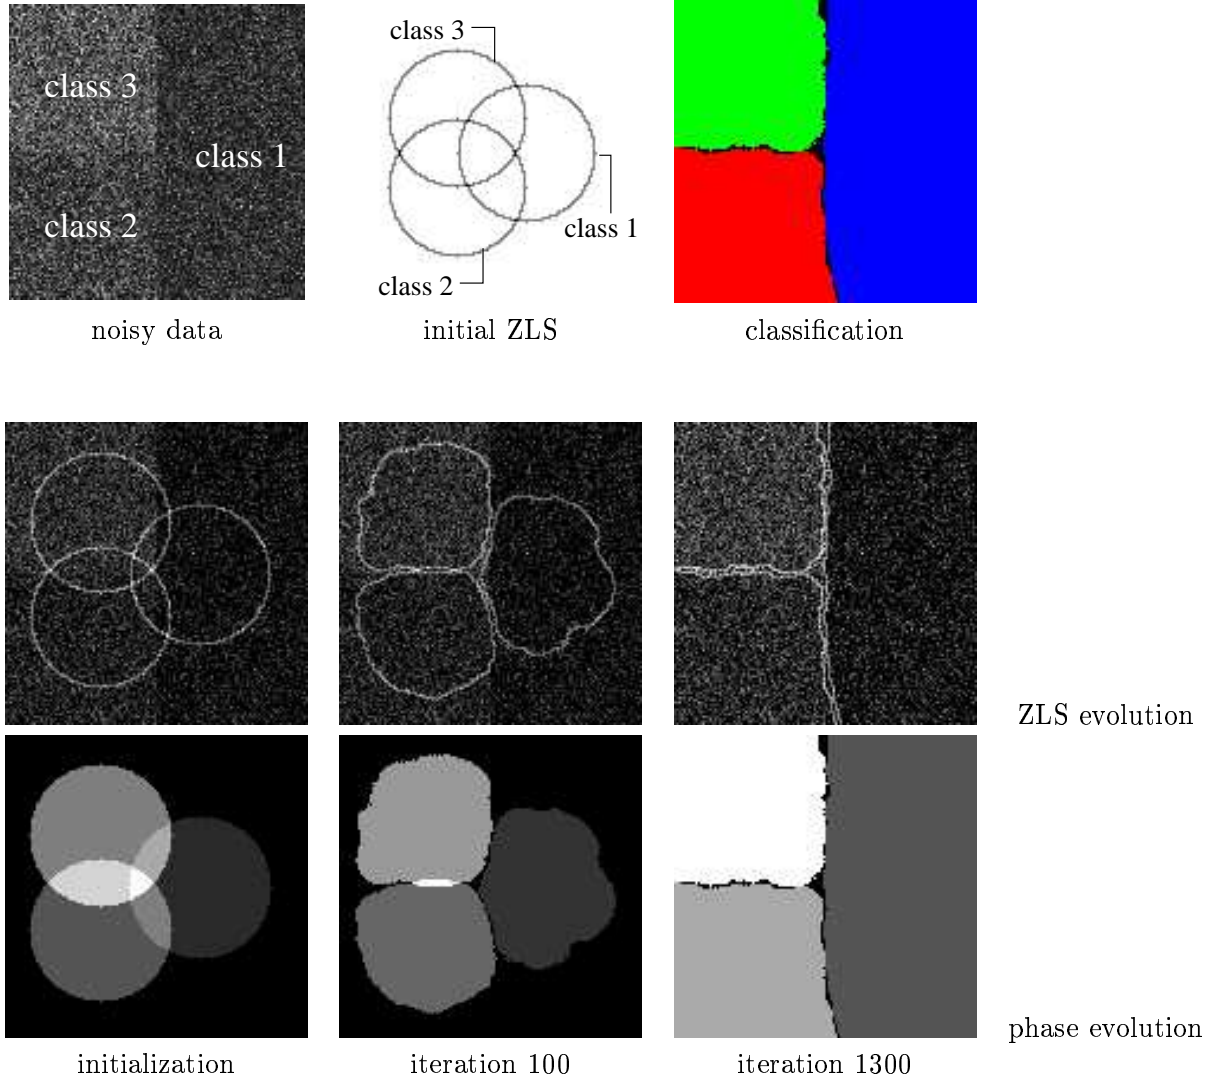 class 3
class 1
class 2
class 3
class 1
class 2
noisy data
initial ZLS
classification
ZLS evolution
phase evolution
initialization
iteration 100
iteration 1300